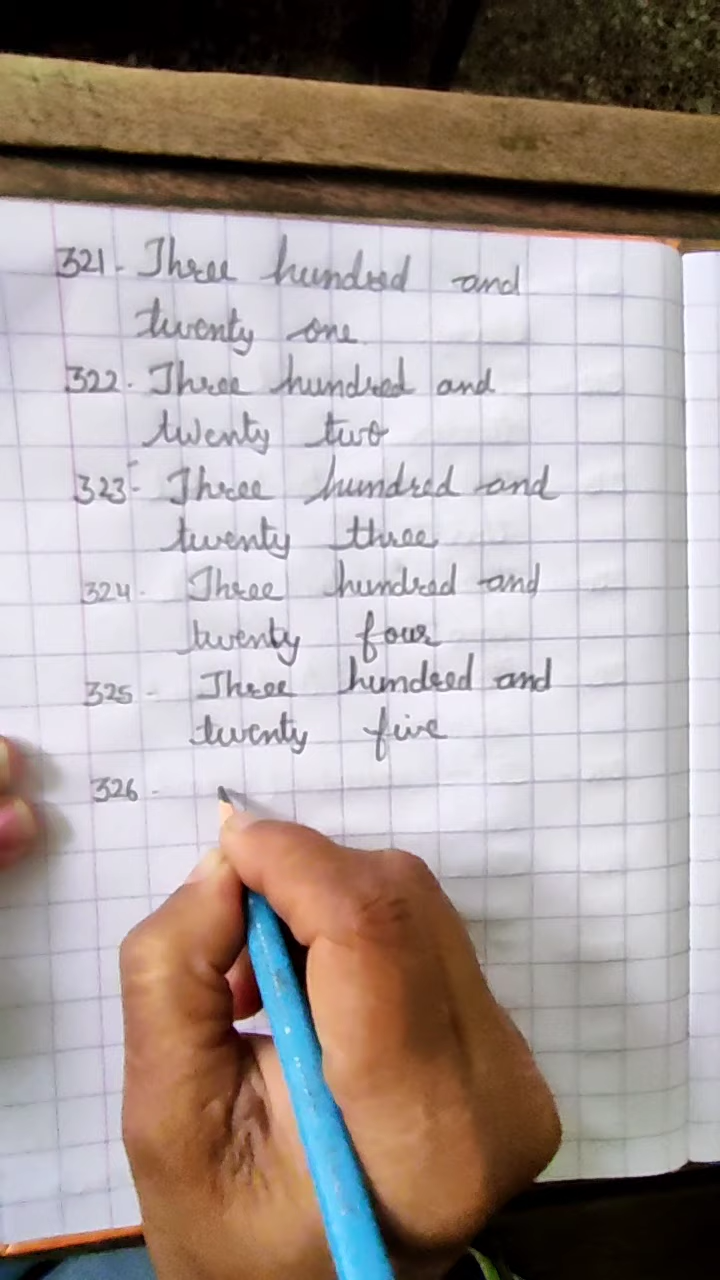 321- Three hundred and
twenty one
322. Three hundred and
twenty two
323- Three hundred and
twenty three
324- Three hundred and
twenty four
325 - Three hundred and
twenty five
326 -